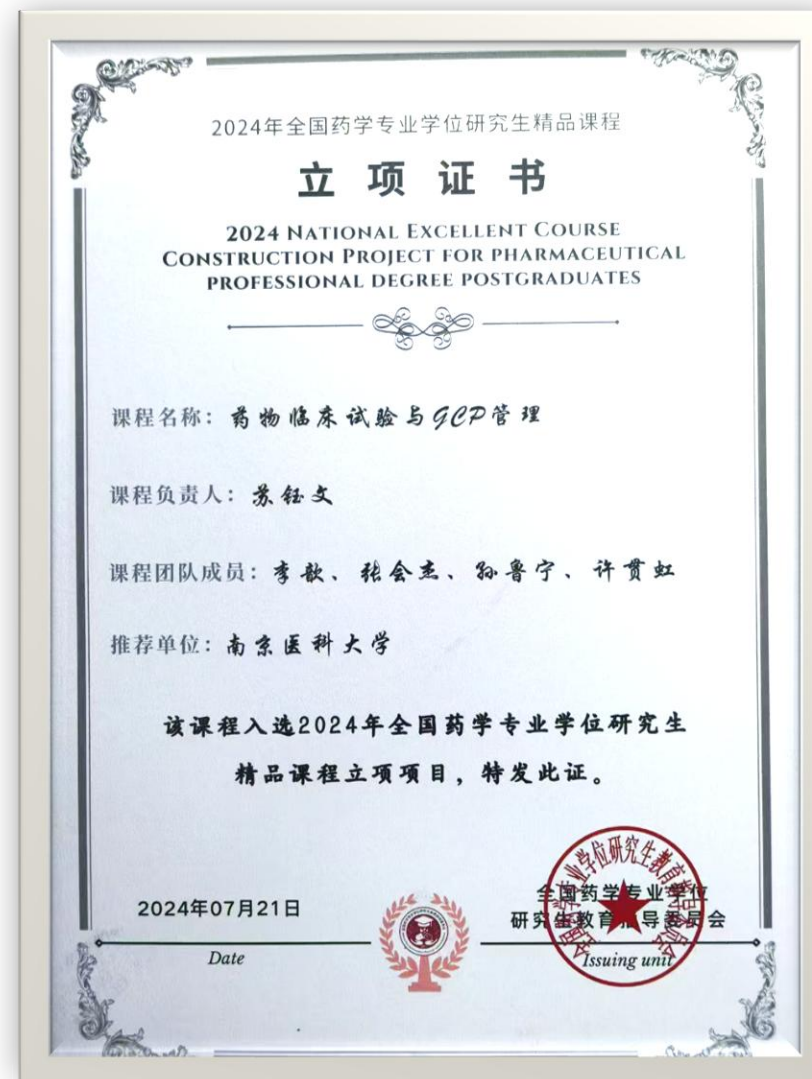 2024年全国药学专业学位研究生精品课程
立项证书
2024 NATIONAL EXCELLENT COURSE
CONSTRUCTION PROJECT FOR PHARMACEUTICAL
PROFESSIONAL DEGREE POSTGRADUATES
课程名称：药物临床试验与GCP管理
课程负责人：苏钰文
课程团队成员：李歆、张会杰、孙鲁宁、许贯虹
推荐单位：南京医科大学
该课程入选2024年全国药学专业学位研究生
精品课程立项项目，特发此证。
2024年07月21日
全国药学专业学位
研究生教育指导委员会
Date
Issuing unit